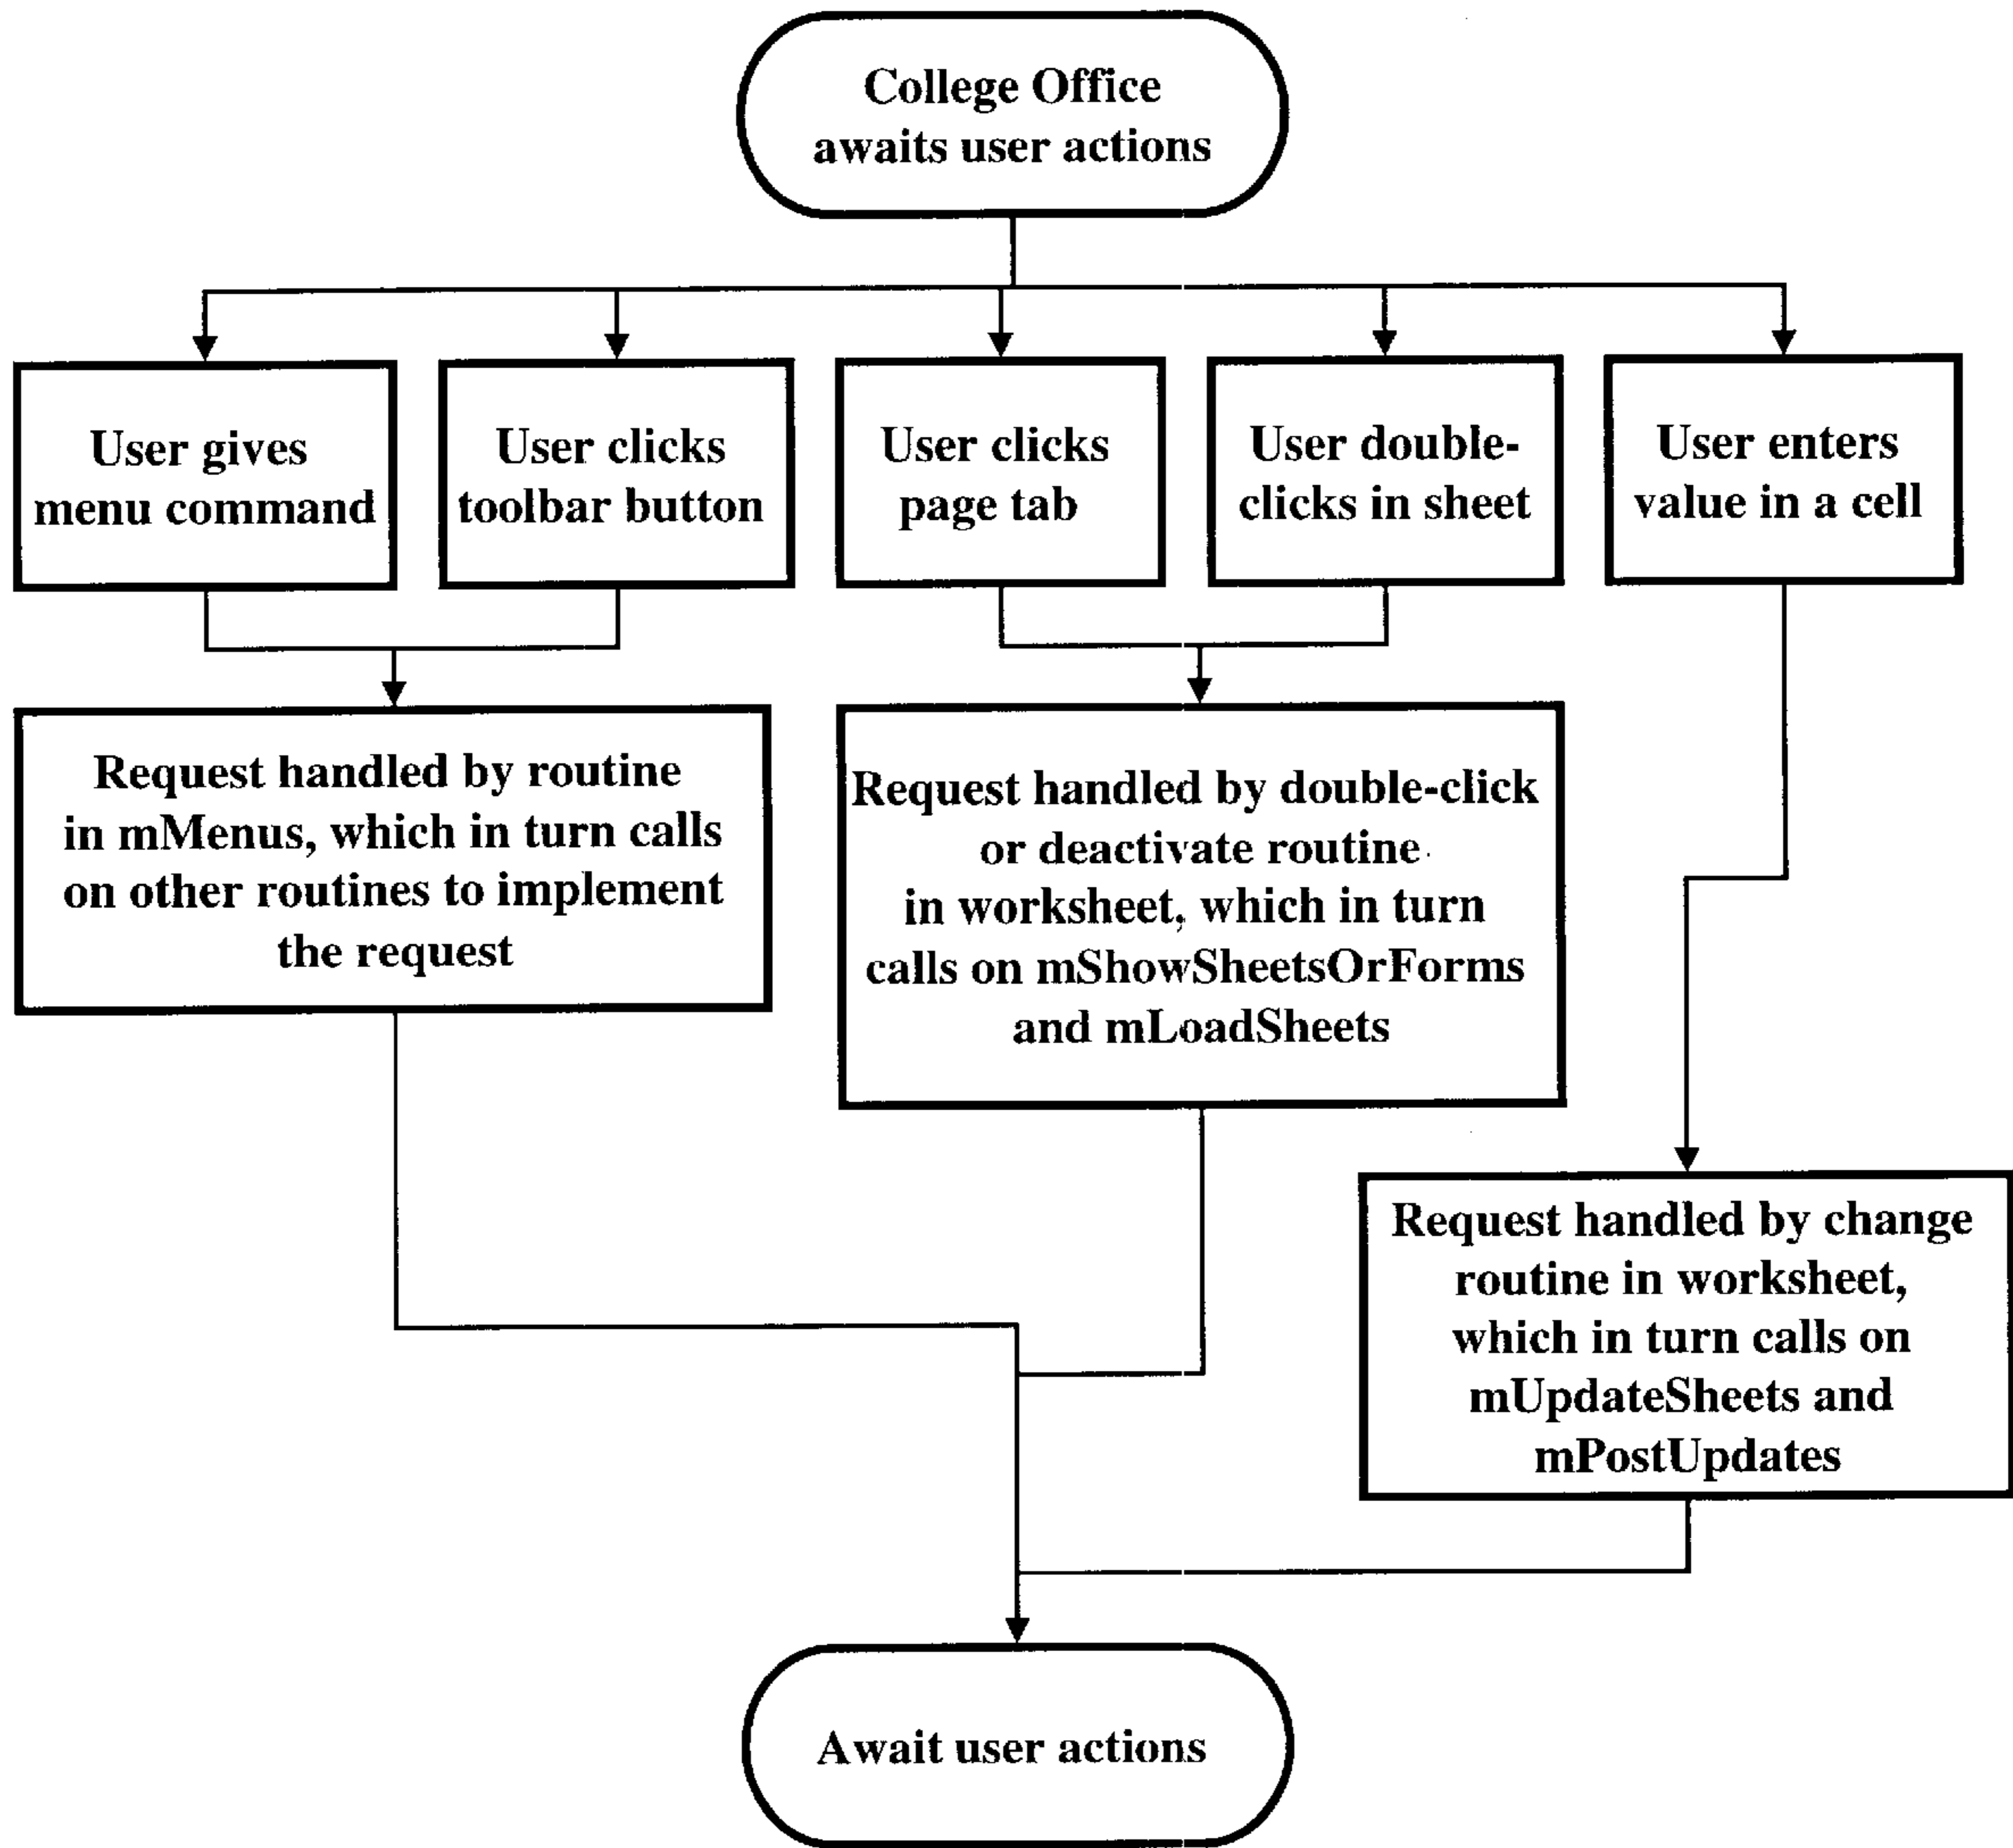 College Office
awaits user actions
User gives
menu command
User clicks
toolbar button
User clicks
page tab
User double-
clicks in sheet
User enters
value in a cell
Request handled by routine
in mMenus, which in turn calls
on other routines to implement
the request
Request handled by double-click
or deactivate routine
in worksheet, which in turn
calls on mShowSheetsOrForms
and mLoadSheets
Request handled by change
routine in worksheet,
which in turn calls on
mUpdateSheets and
mPostUpdates
Await user actions